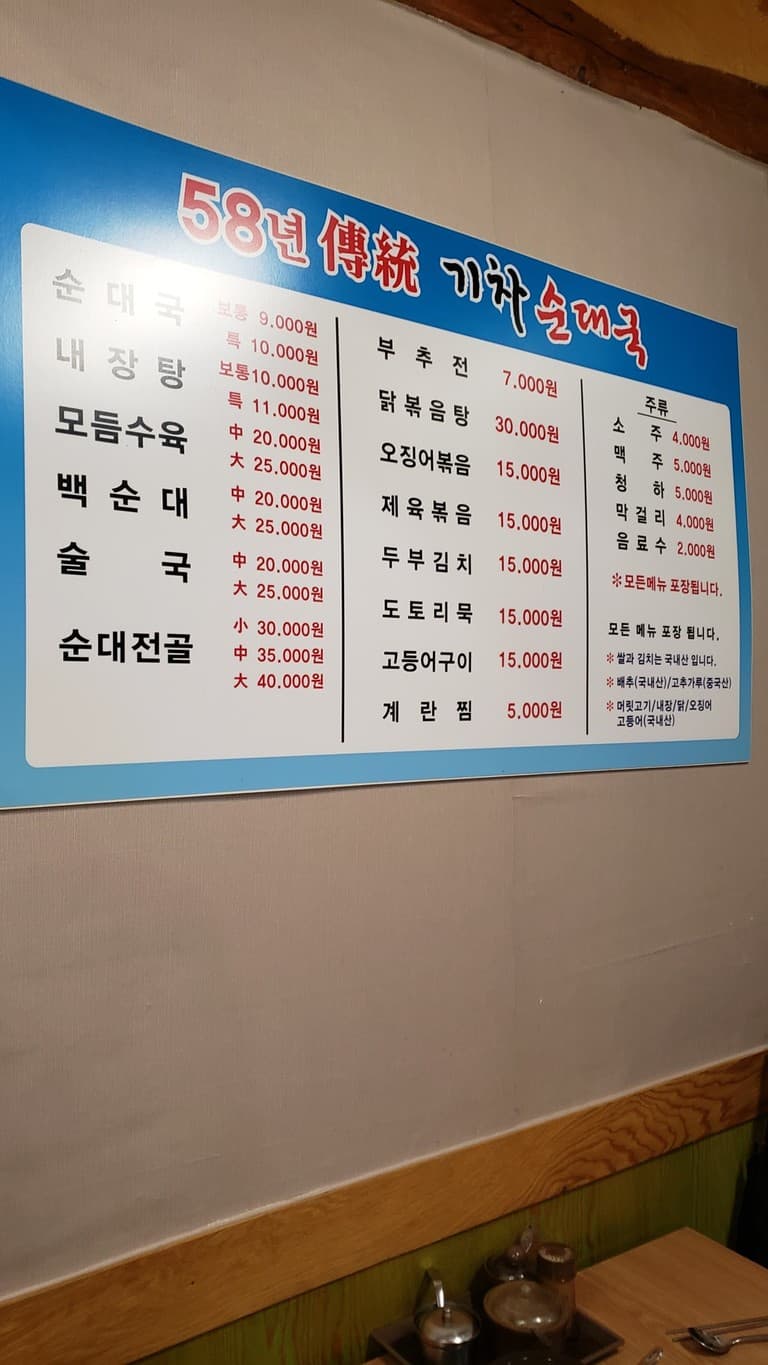 58년 傳統 기차 순대국
순대국 보통 9.000원
특 10.000원
내장탕 보통10.000원
특 11.000원
모듬수육 中 20.000원
大 25.000원
백순대 中 20.000원
大 25.000원
술국 中 20.000원
大 25.000원
순대전골 小 30.000원
中 35.000원
大 40.000원
부추전 7.000원
닭볶음탕 30.000원
오징어볶음 15.000원
제육볶음 15.000원
두부김치 15.000원
도토리묵 15.000원
고등어구이 15.000원
계란찜 5.000원
주류
소주 4.000원
맥주 5.000원
청하 5.000원
막걸리 4.000원
음료수 2.000원
※모든메뉴 포장됩니다.
모든 메뉴 포장 됩니다.
※ 쌀과 김치는 국내산 입니다.
※ 배추(국내산)/고추가루(중국산)
※ 머릿고기/내장/닭/오징어
고등어(국내산)